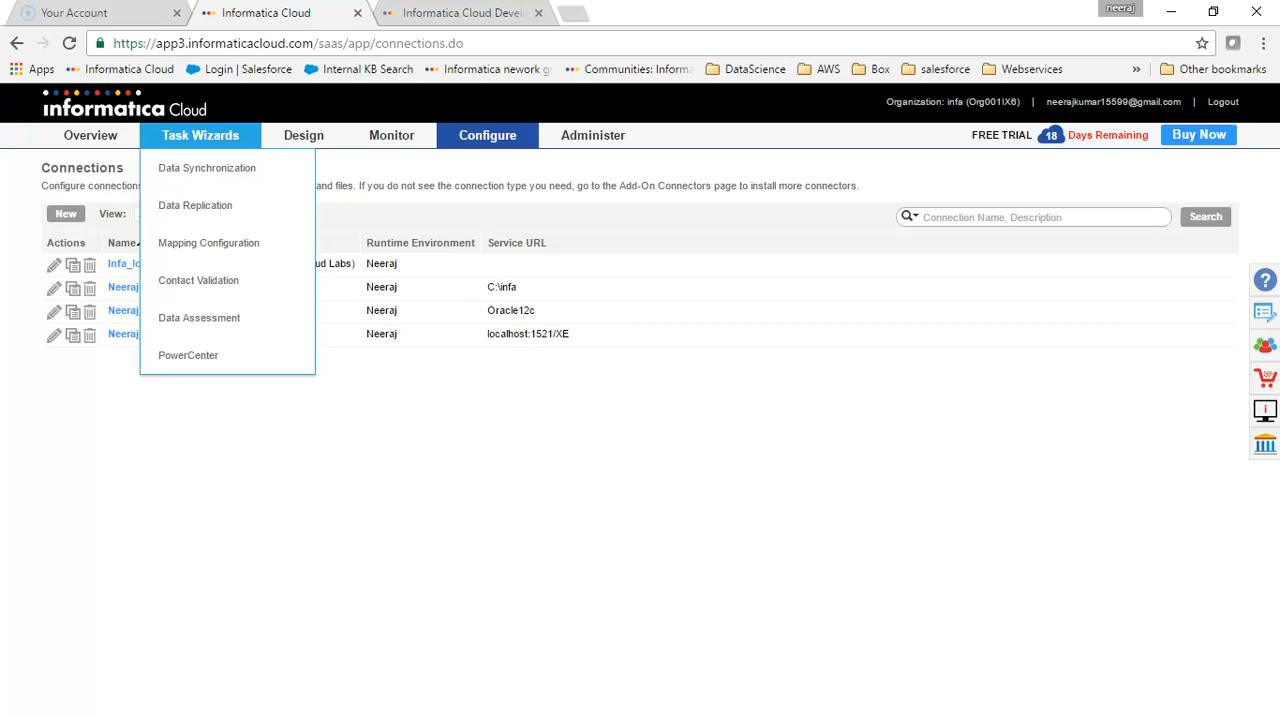 Your Account
Informatica Cloud
Informatica Cloud Devel
neeraj
https://app3.informaticacloud.com/saas/app/connections.do
Apps
Informatica Cloud
Login | Salesforce
Internal KB Search
Informatica nework g
Communities: Inform
DataScience
AWS
Box
salesforce
Webservices
»
Other bookmarks
informatica Cloud
Organization: infa (Org001IX6) | neerajkumar15599@gmail.com | Logout
Overview
Task Wizards
Design
Monitor
Configure
Administer
FREE TRIAL 18 Days Remaining
Buy Now
Data Synchronization
Data Replication
Mapping Configuration
Contact Validation
Data Assessment
PowerCenter
Connections
Configure connections and files. If you do not see the connection type you need, go to the Add-On Connectors page to install more connectors.
New View:
Connection Name, Description
Search
Actions Name Runtime Environment Service URL
Infa_lo ud Labs) Neeraj
Neeraj Neeraj C:\infa
Neeraj Neeraj Oracle12c
Neeraj Neeraj localhost:1521/XE